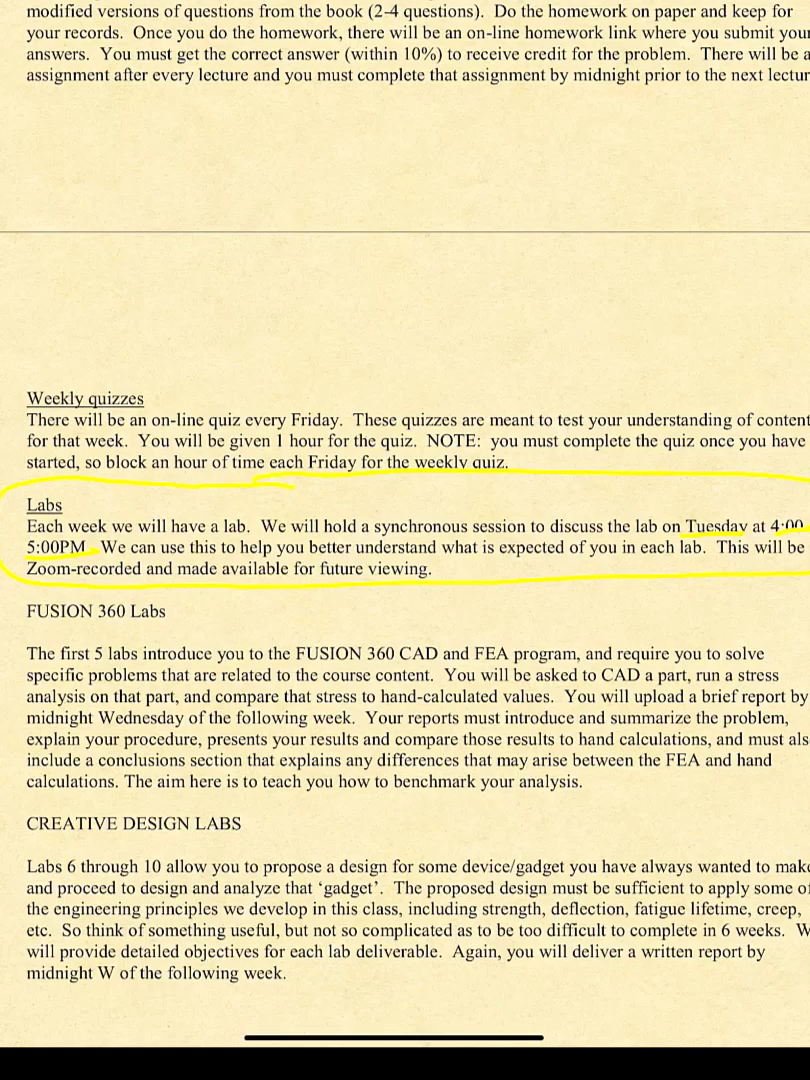 modified versions of questions from the book (2-4 questions). Do the homework on paper and keep for
your records. Once you do the homework, there will be an on-line homework link where you submit your
answers. You must get the correct answer (within 10%) to receive credit for the problem. There will be a
assignment after every lecture and you must complete that assignment by midnight prior to the next lectur
Weekly quizzes
There will be an on-line quiz every Friday. These quizzes are meant to test your understanding of content
for that week. You will be given 1 hour for the quiz. NOTE: you must complete the quiz once you have
started, so block an hour of time each Friday for the weekly quiz.
Labs
Each week we will have a lab. We will hold a synchronous session to discuss the lab on Tuesday at 4:00
5:00PM We can use this to help you better understand what is expected of you in each lab. This will be
Zoom-recorded and made available for future viewing.
FUSION 360 Labs
The first 5 labs introduce you to the FUSION 360 CAD and FEA program, and require you to solve
specific problems that are related to the course content. You will be asked to CAD a part, run a stress
analysis on that part, and compare that stress to hand-calculated values. You will upload a brief report by
midnight Wednesday of the following week. Your reports must introduce and summarize the problem,
explain your procedure, presents your results and compare those results to hand calculations, and must als
include a conclusions section that explains any differences that may arise between the FEA and hand
calculations. The aim here is to teach you how to benchmark your analysis.
CREATIVE DESIGN LABS
Labs 6 through 10 allow you to propose a design for some device/gadget you have always wanted to make
and proceed to design and analyze that ‘gadget’. The proposed design must be sufficient to apply some of
the engineering principles we develop in this class, including strength, deflection, fatigue lifetime, creep,
etc. So think of something useful, but not so complicated as to be too difficult to complete in 6 weeks. W
will provide detailed objectives for each lab deliverable. Again, you will deliver a written report by
midnight W of the following week.